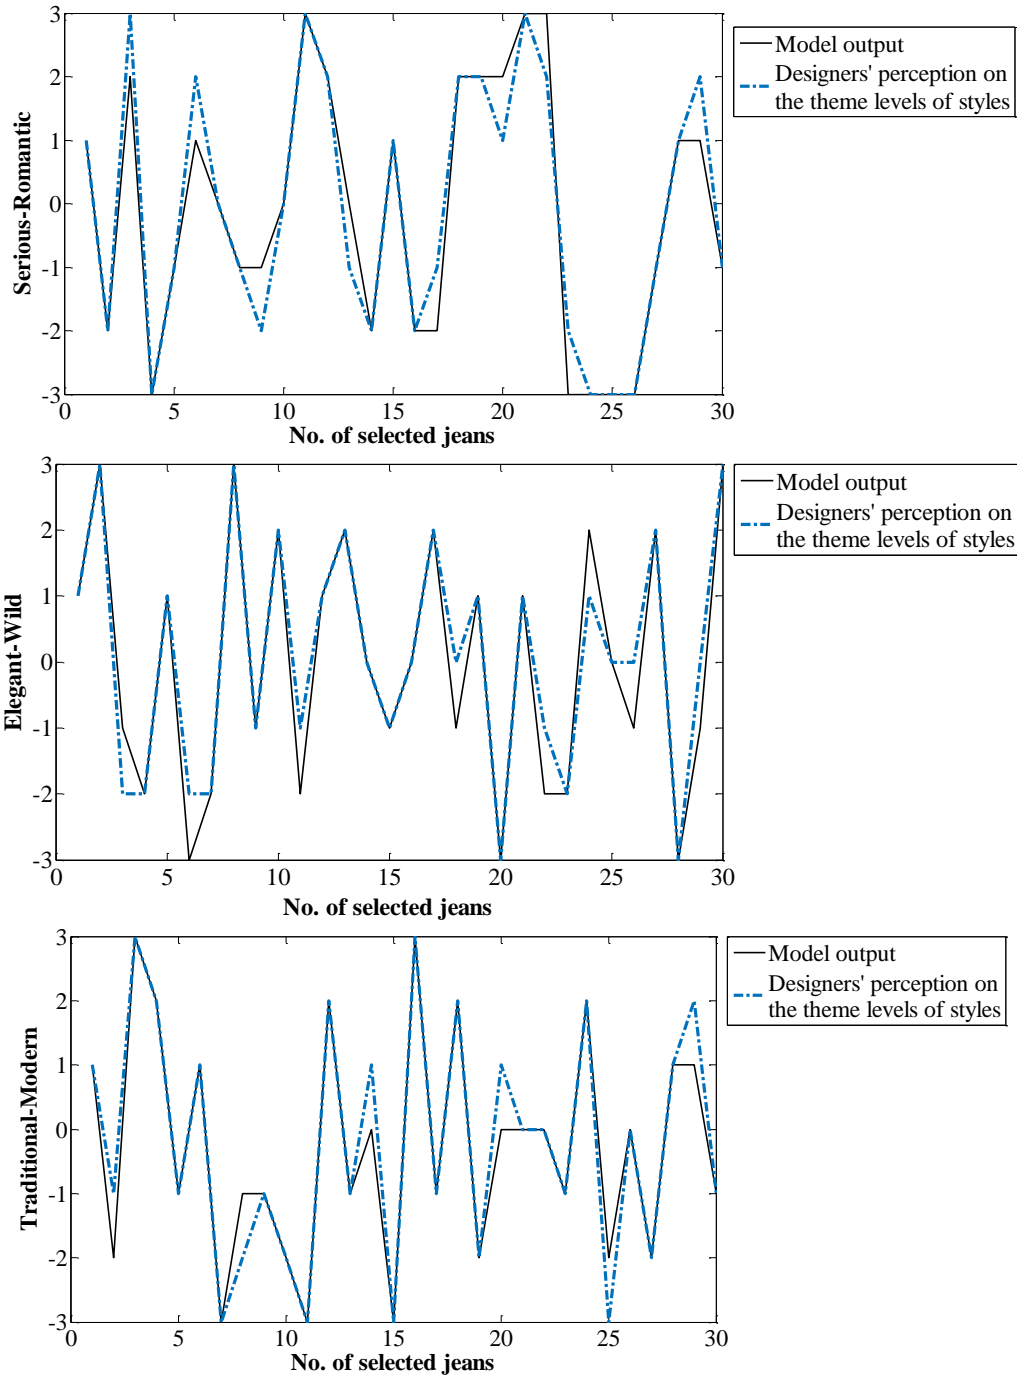 3
2
1
0
-1
-2
-3
0 5 10 15 20 25 30
Serious-Romantic
No. of selected jeans
Model output
Designers' perception on
the theme levels of styles
3
2
1
0
-1
-2
-3
0 5 10 15 20 25 30
Elegant-Wild
No. of selected jeans
Model output
Designers' perception on
the theme levels of styles
3
2
1
0
-1
-2
-3
0 5 10 15 20 25 30
Traditional-Modern
No. of selected jeans
Model output
Designers' perception on
the theme levels of styles